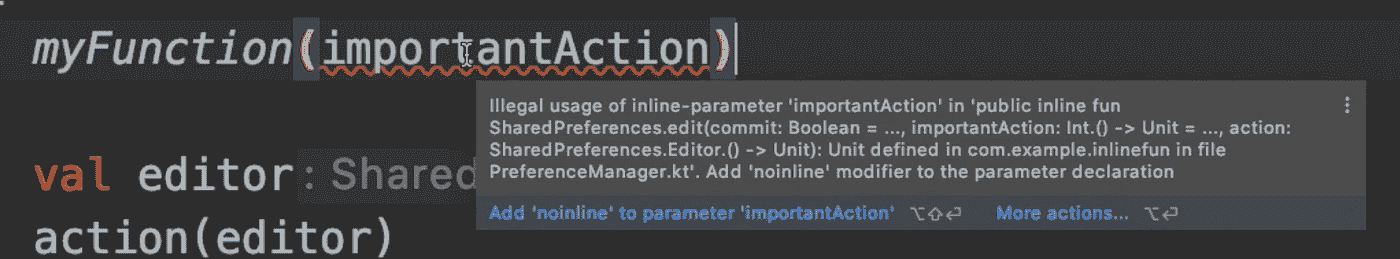 myFunction(importantAction)
Illegal usage of inline-parameter 'importantAction' in 'public inline fun
SharedPreferences.edit(commit: Boolean = ..., importantAction: Int.() -> Unit = ..., action:
SharedPreferences.Editor.() -> Unit): Unit defined in com.example.inlinefun in file
PreferenceManager.kt'. Add 'noinline' modifier to the parameter declaration
Add 'noinline' to parameter 'importantAction' ⌥⇧⏎ More actions... ⌥⏎
val editor: Shared
action(editor)